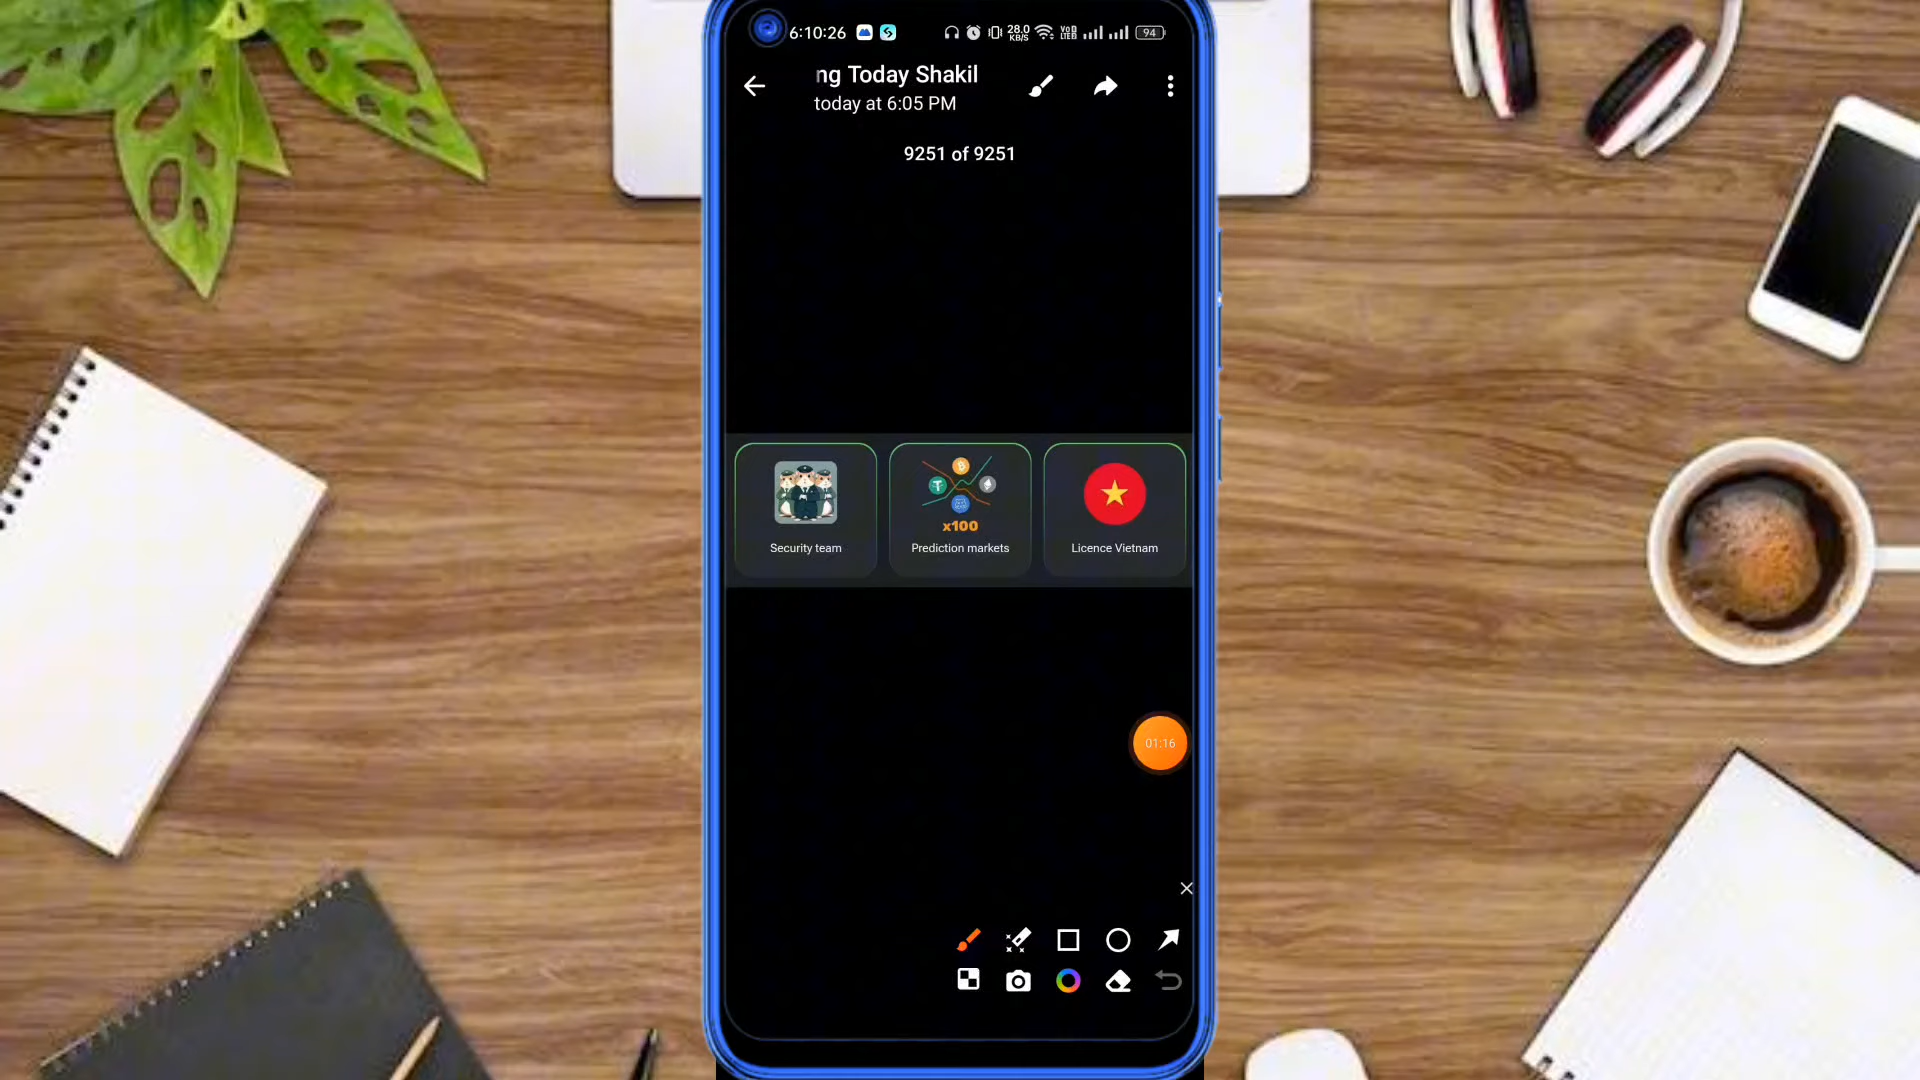 6:10:26
28.0
KB/S
94
ng Today Shakil
today at 6:05 PM
9251 of 9251
x100
Security team
Prediction markets
Licence Vietnam
01:16